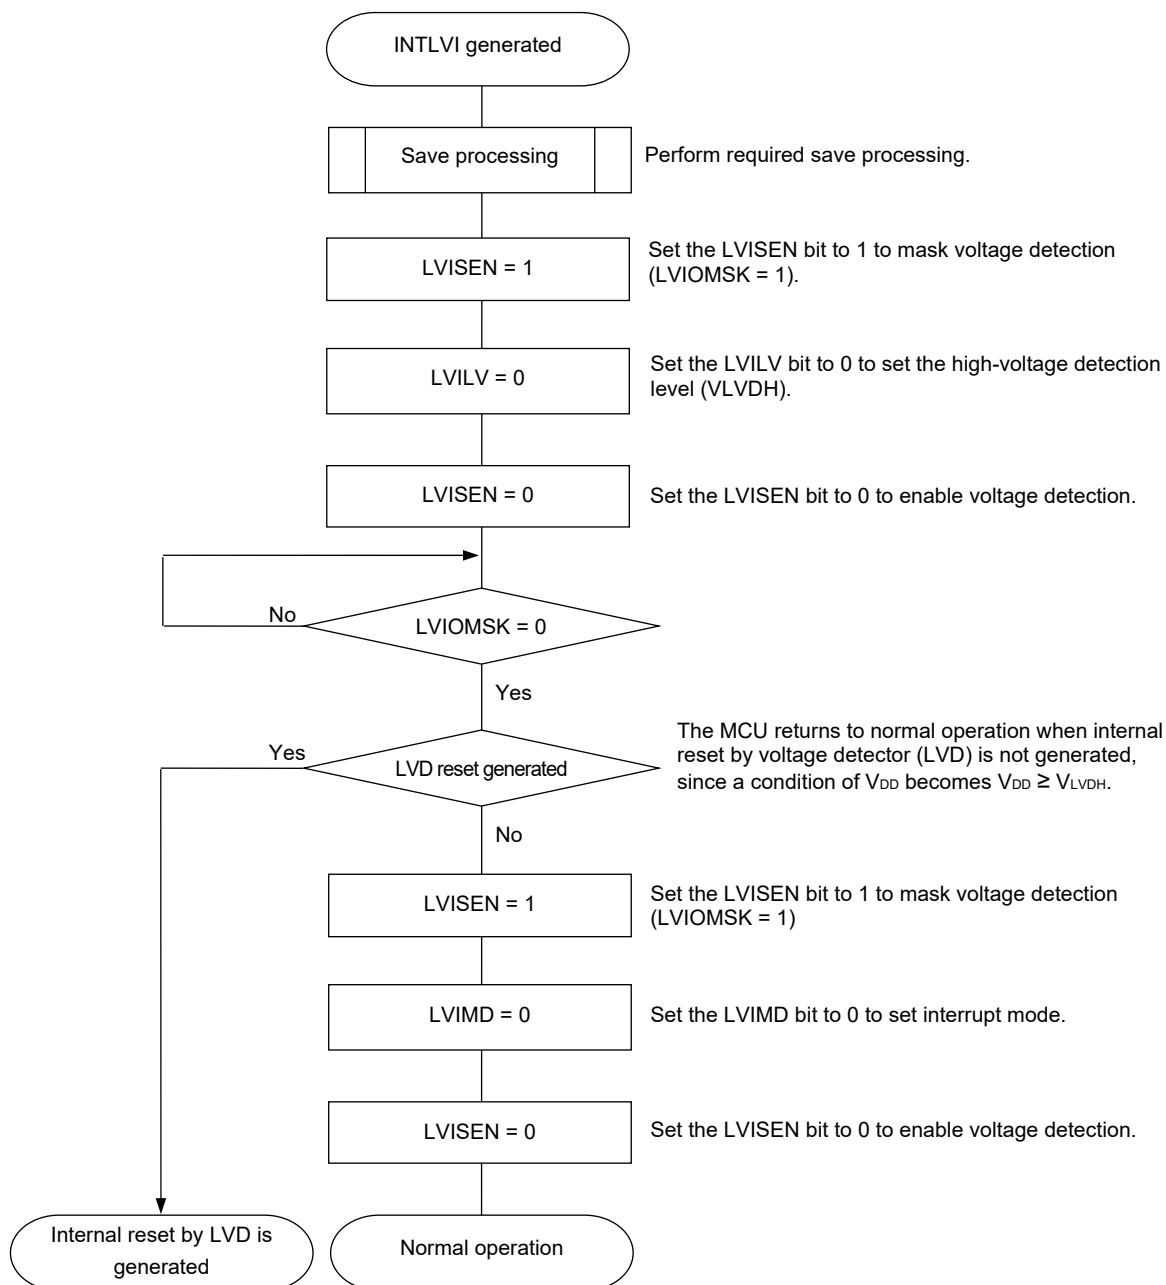 INTLVI generated
Save processing
Perform required save processing.
LVISEN = 1
Set the LVISEN bit to 1 to mask voltage detection
(LVIOMSK = 1).
LVILV = 0
Set the LVILV bit to 0 to set the high-voltage detection
level (VLVDH).
LVISEN = 0
Set the LVISEN bit to 0 to enable voltage detection.
No
LVIOMSK = 0
Yes
The MCU returns to normal operation when internal
reset by voltage detector (LVD) is not generated,
since a condition of VDD becomes VDD ≥ VLVDH.
Yes
LVD reset generated
No
LVISEN = 1
Set the LVISEN bit to 1 to mask voltage detection
(LVIOMSK = 1)
LVIMD = 0
Set the LVIMD bit to 0 to set interrupt mode.
LVISEN = 0
Set the LVISEN bit to 0 to enable voltage detection.
Internal reset by LVD is
generated
Normal operation